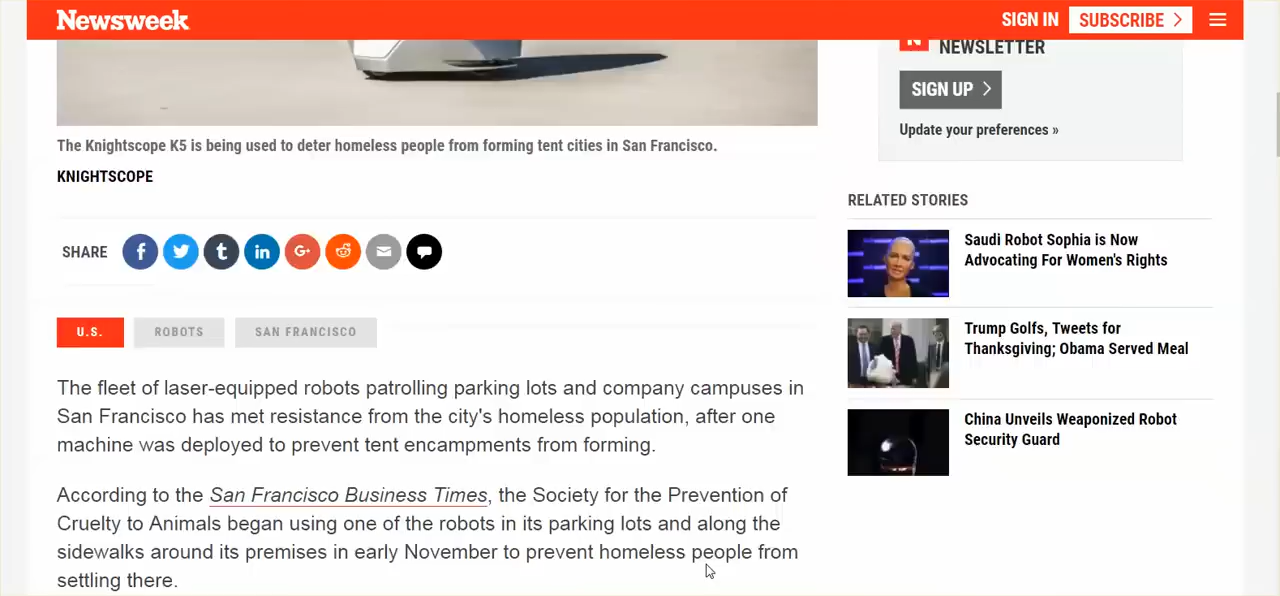 Newsweek
SIGN IN
SUBSCRIBE
NEWSLETTER
SIGN UP
Update your preferences »
The Knightscope K5 is being used to deter homeless people from forming tent cities in San Francisco.
KNIGHTSCOPE
SHARE
U.S.
ROBOTS
SAN FRANCISCO
The fleet of laser-equipped robots patrolling parking lots and company campuses in
San Francisco has met resistance from the city's homeless population, after one
machine was deployed to prevent tent encampments from forming.
According to the San Francisco Business Times, the Society for the Prevention of
Cruelty to Animals began using one of the robots in its parking lots and along the
sidewalks around its premises in early November to prevent homeless people from
settling there.
RELATED STORIES
Saudi Robot Sophia is Now
Advocating For Women's Rights
Trump Golfs, Tweets for
Thanksgiving; Obama Served Meal
China Unveils Weaponized Robot
Security Guard